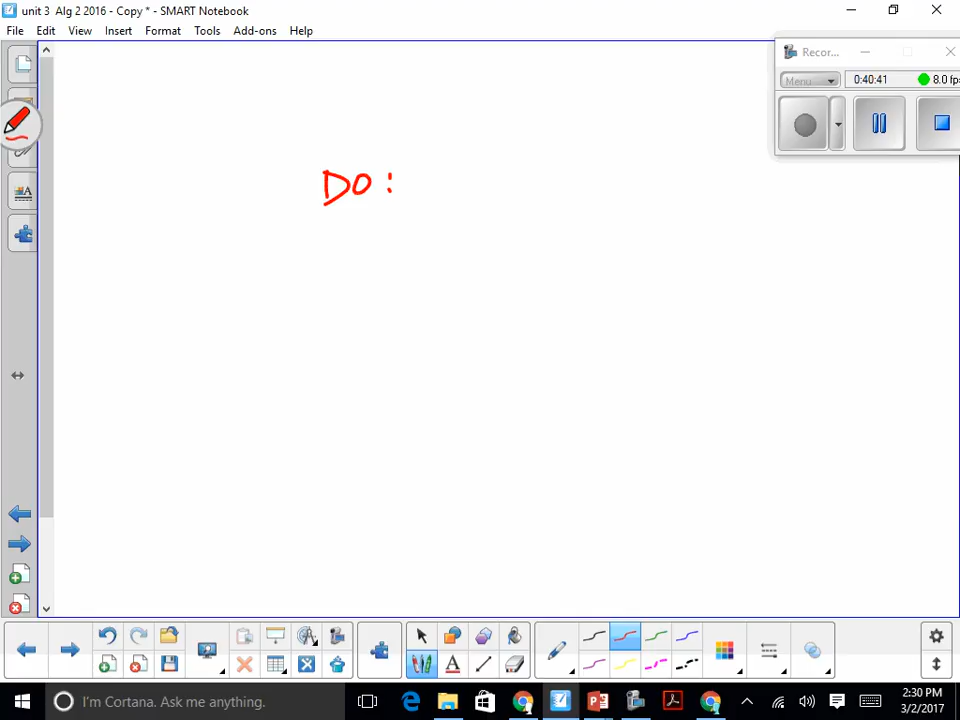 unit 3 Alg 2 2016 - Copy * - SMART Notebook
File Edit View Insert Format Tools Add-ons Help
Recor...
Menu 0:40:41 8.0 fps
DO :
I'm Cortana. Ask me anything.
2:30 PM
3/2/2017